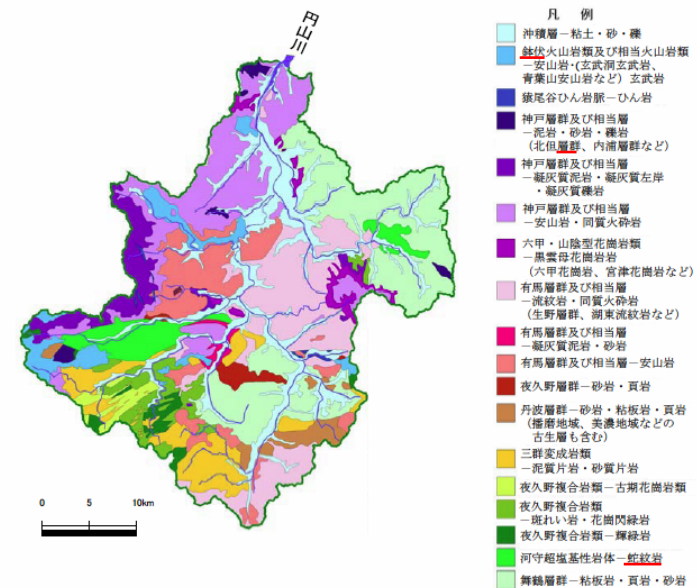 円山川
凡 例
沖積層－粘土・砂・礫
鉢伏火山岩類及び相当火山岩類
－安山岩・(玄武洞玄武岩、
青葉山安山岩など）玄武岩
猿尾谷ひん岩脈－ひん岩
神戸層群及び相当層
－泥岩・砂岩・礫岩
（北但層群、内浦層群など）
神戸層群及び相当層
－凝灰質泥岩・凝灰質左岸
・凝灰質礫岩
神戸層群及び相当層
－安山岩・同質火砕岩
六甲・山陰型花崗岩類
－黒雲母花崗岩
（六甲花崗岩、宮津花崗岩など）
有馬層群及び相当層
－流紋岩・同質火砕岩
（生野層群、湖東流紋岩など）
有馬層群及び相当層
－凝灰質泥岩・砂岩
有馬層群及び相当層－安山岩
夜久野層群－砂岩・頁岩
丹波層群－砂岩・粘板岩・頁岩
（播磨地域、美濃地域などの
古生層も含む）
三群変成岩類
－泥質片岩・砂質片岩
夜久野複合岩類－古期花崗岩類
夜久野複合岩類
－斑れい岩・花崗閃緑岩
夜久野複合岩類－輝緑岩
河守超塩基性岩体－蛇紋岩
舞鶴層群－粘板岩・頁岩・砂岩
0 5 10km